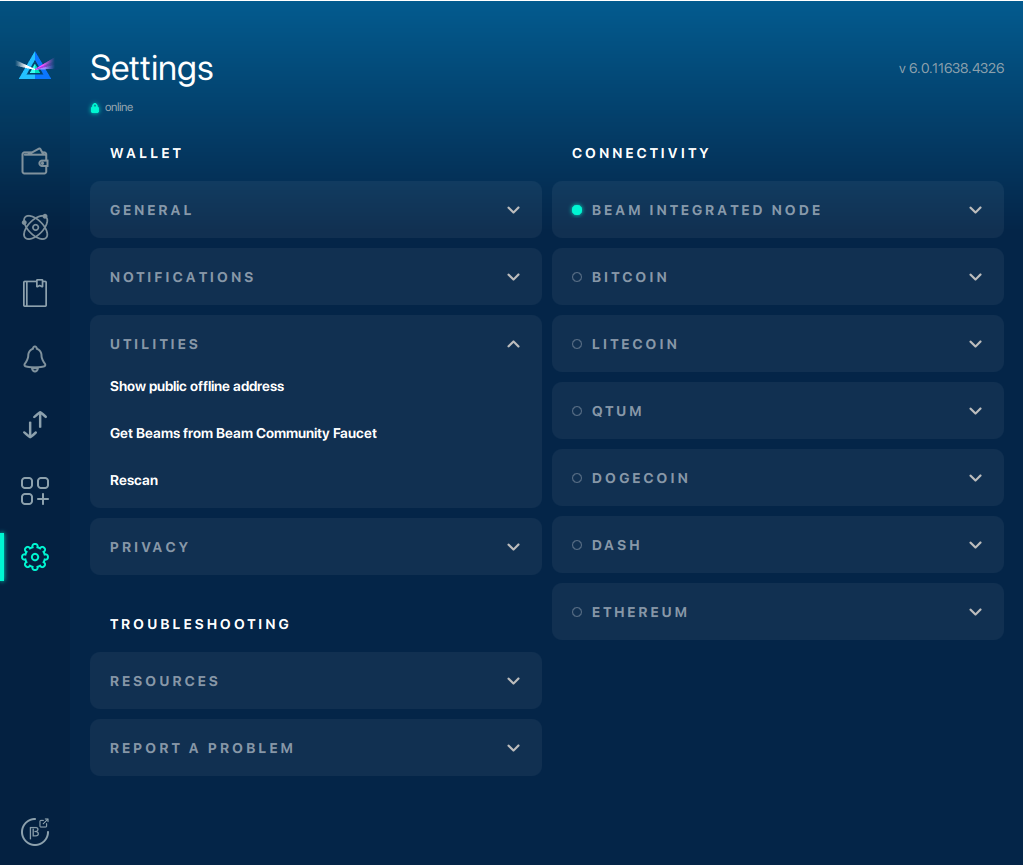 Settings
v 6.0.11638.4326
online
WALLET
GENERAL
NOTIFICATIONS
UTILITIES
Show public offline address
Get Beams from Beam Community Faucet
Rescan
PRIVACY
TROUBLESHOOTING
RESOURCES
REPORT A PROBLEM
CONNECTIVITY
BEAM INTEGRATED NODE
BITCOIN
LITECOIN
QTUM
DOGECOIN
DASH
ETHEREUM